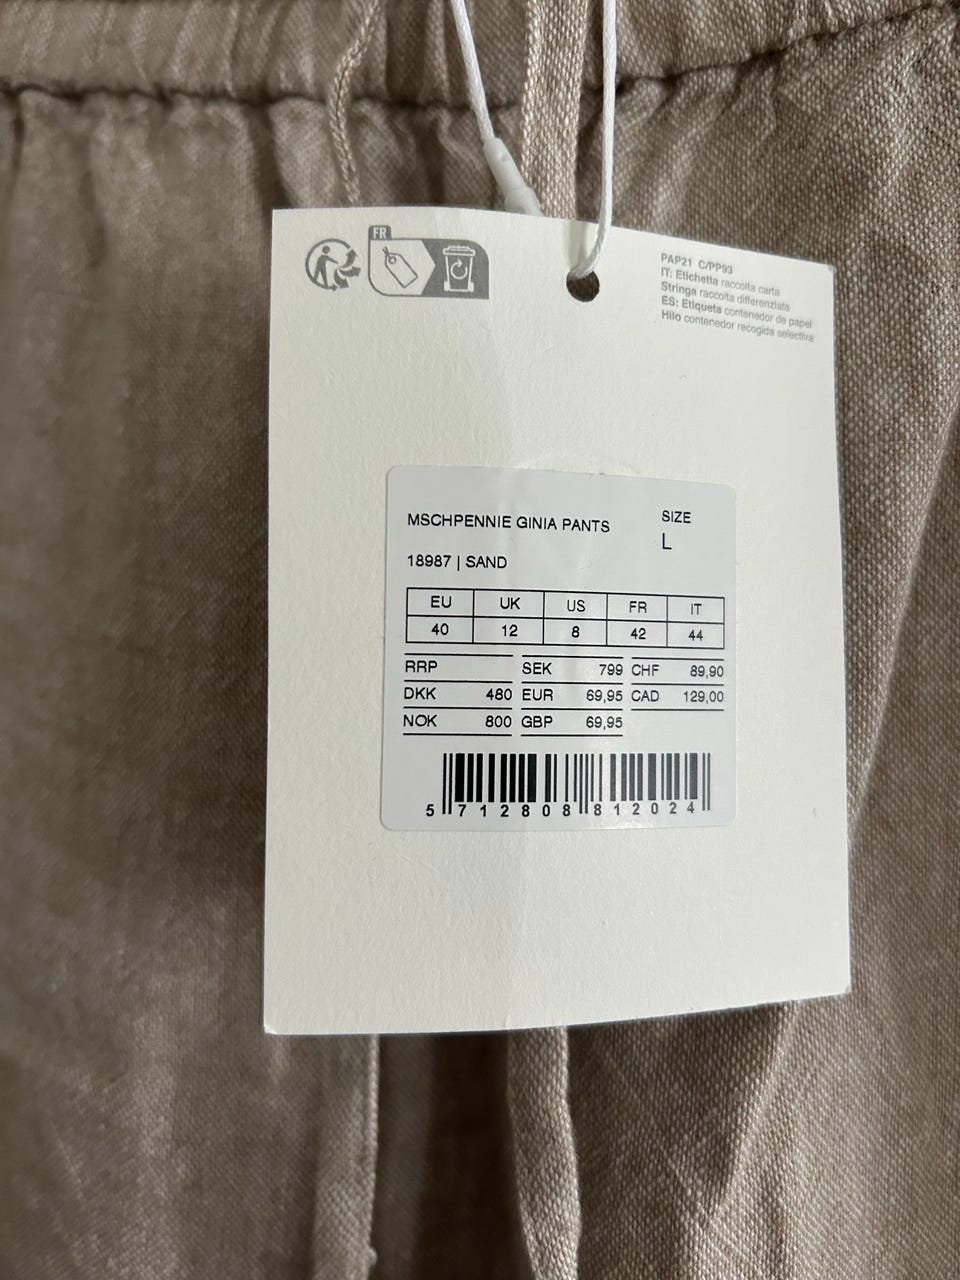 FR
PAP21 C/PP93
IT: Etichetta raccolta carta
Stringa raccolta differenziata
ES: Etiqueta contenedor de papel
Hilo contenedor recogida selectiva
MSCHPENNIE GINIA PANTS
SIZE
L
18987 | SAND
EU UK US FR IT
40 12 8 42 44
RRP SEK 799 CHF 89,90
DKK 480 EUR 69,95 CAD 129,00
NOK 800 GBP 69,95
5 712808 812024